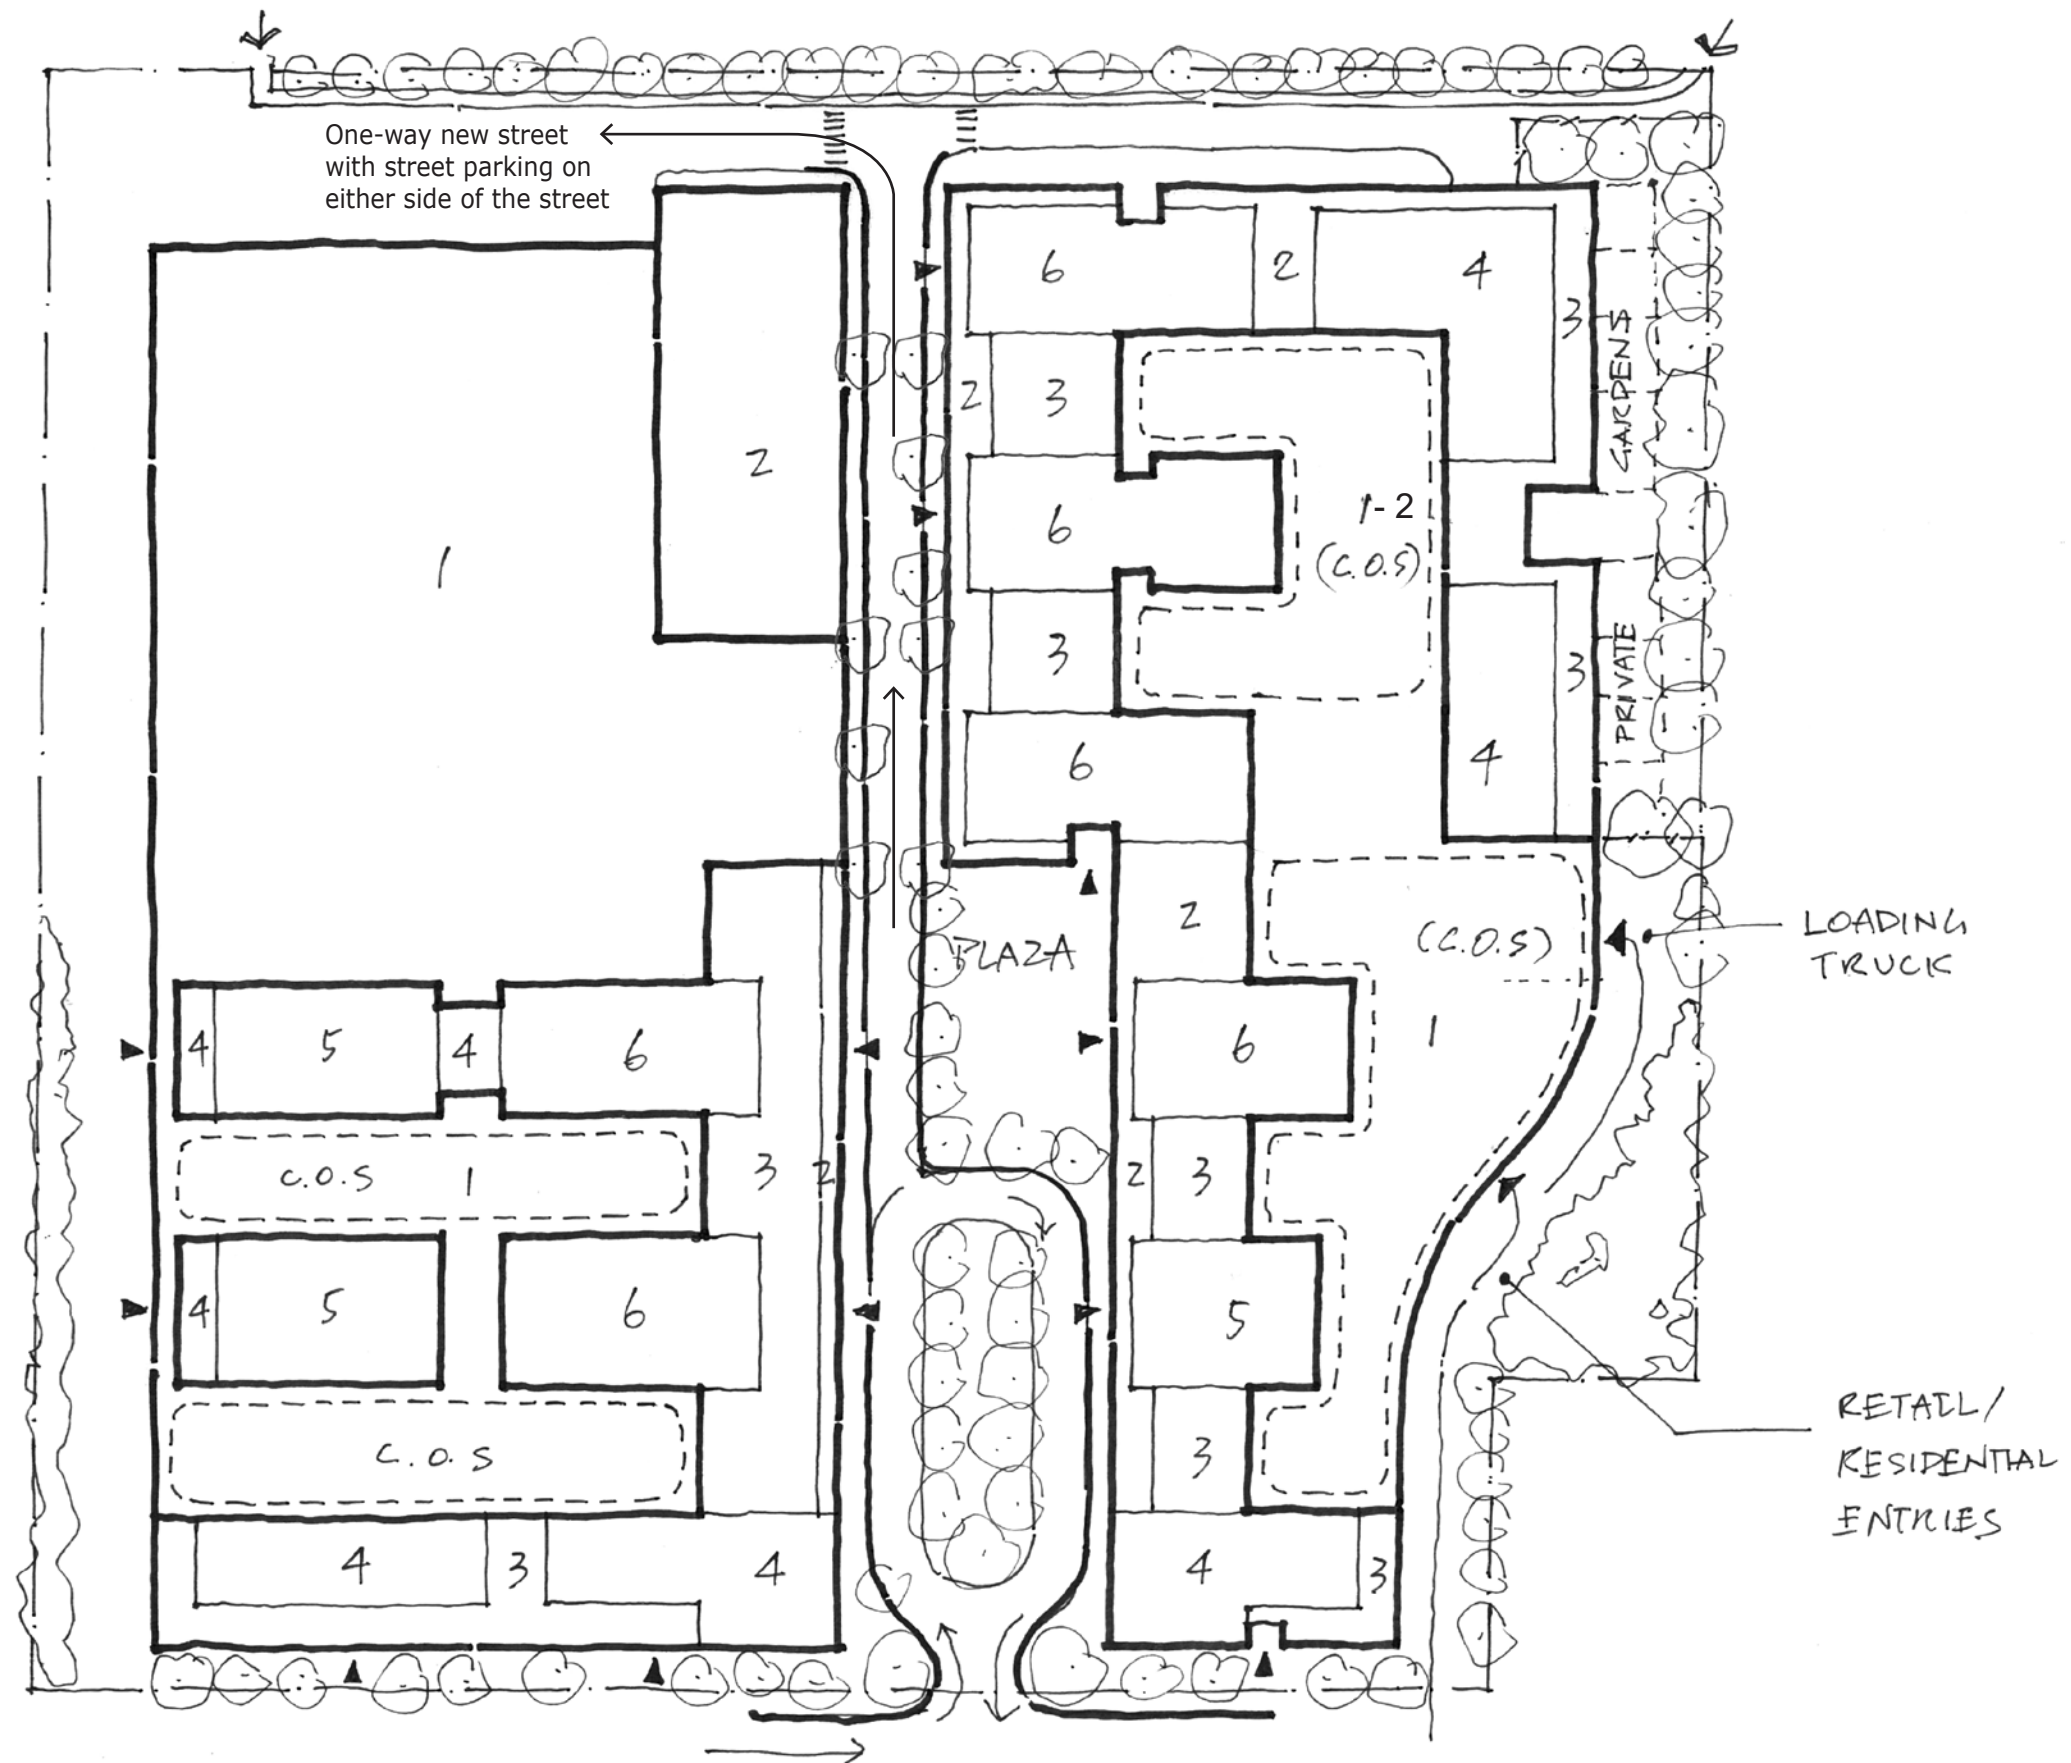 One-way new street
with street parking on
either side of the street
6
2
4
3
GARDENS
2
3
2
6
1-2
(C.O.S)
1
3
3
PRIVATE
6
4
2
PLAZA
(C.O.S)
LOADING
TRUCK
4
5
4
6
6
1
C.O.S
1
3
2
2
3
4
5
6
5
RETAIL/
RESIDENTIAL
ENTRIES
C.O.S
3
4
3
4
4
3